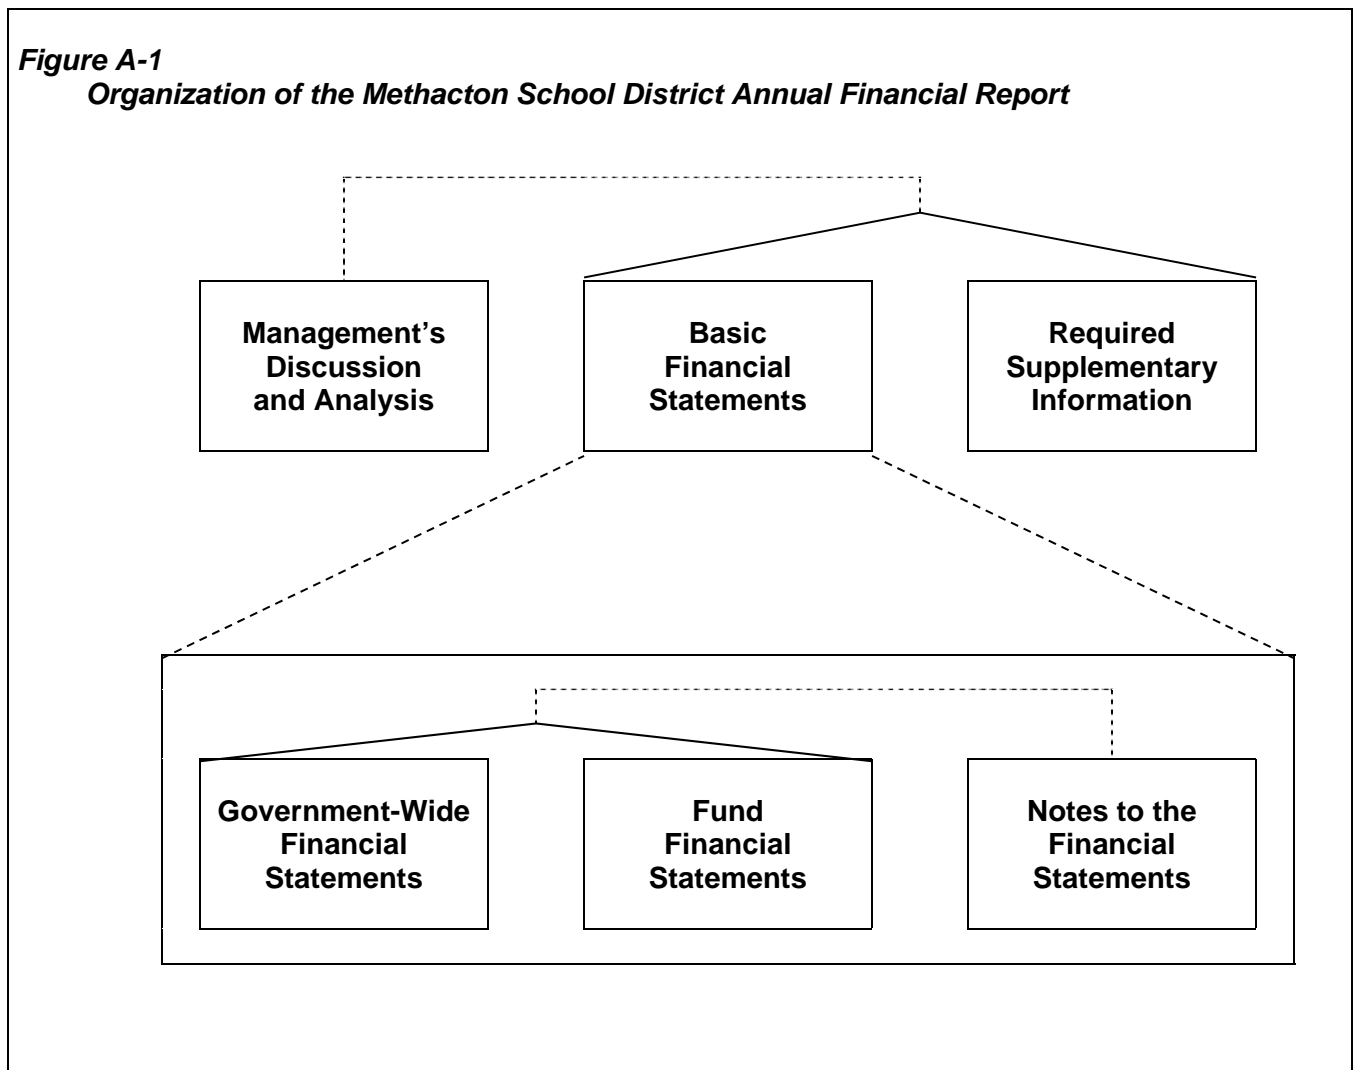 Figure A-1
Organization of the Methacton School District Annual Financial Report
Management’s
Discussion
and Analysis
Basic
Financial
Statements
Required
Supplementary
Information
Government-Wide
Financial
Statements
Fund
Financial
Statements
Notes to the
Financial
Statements